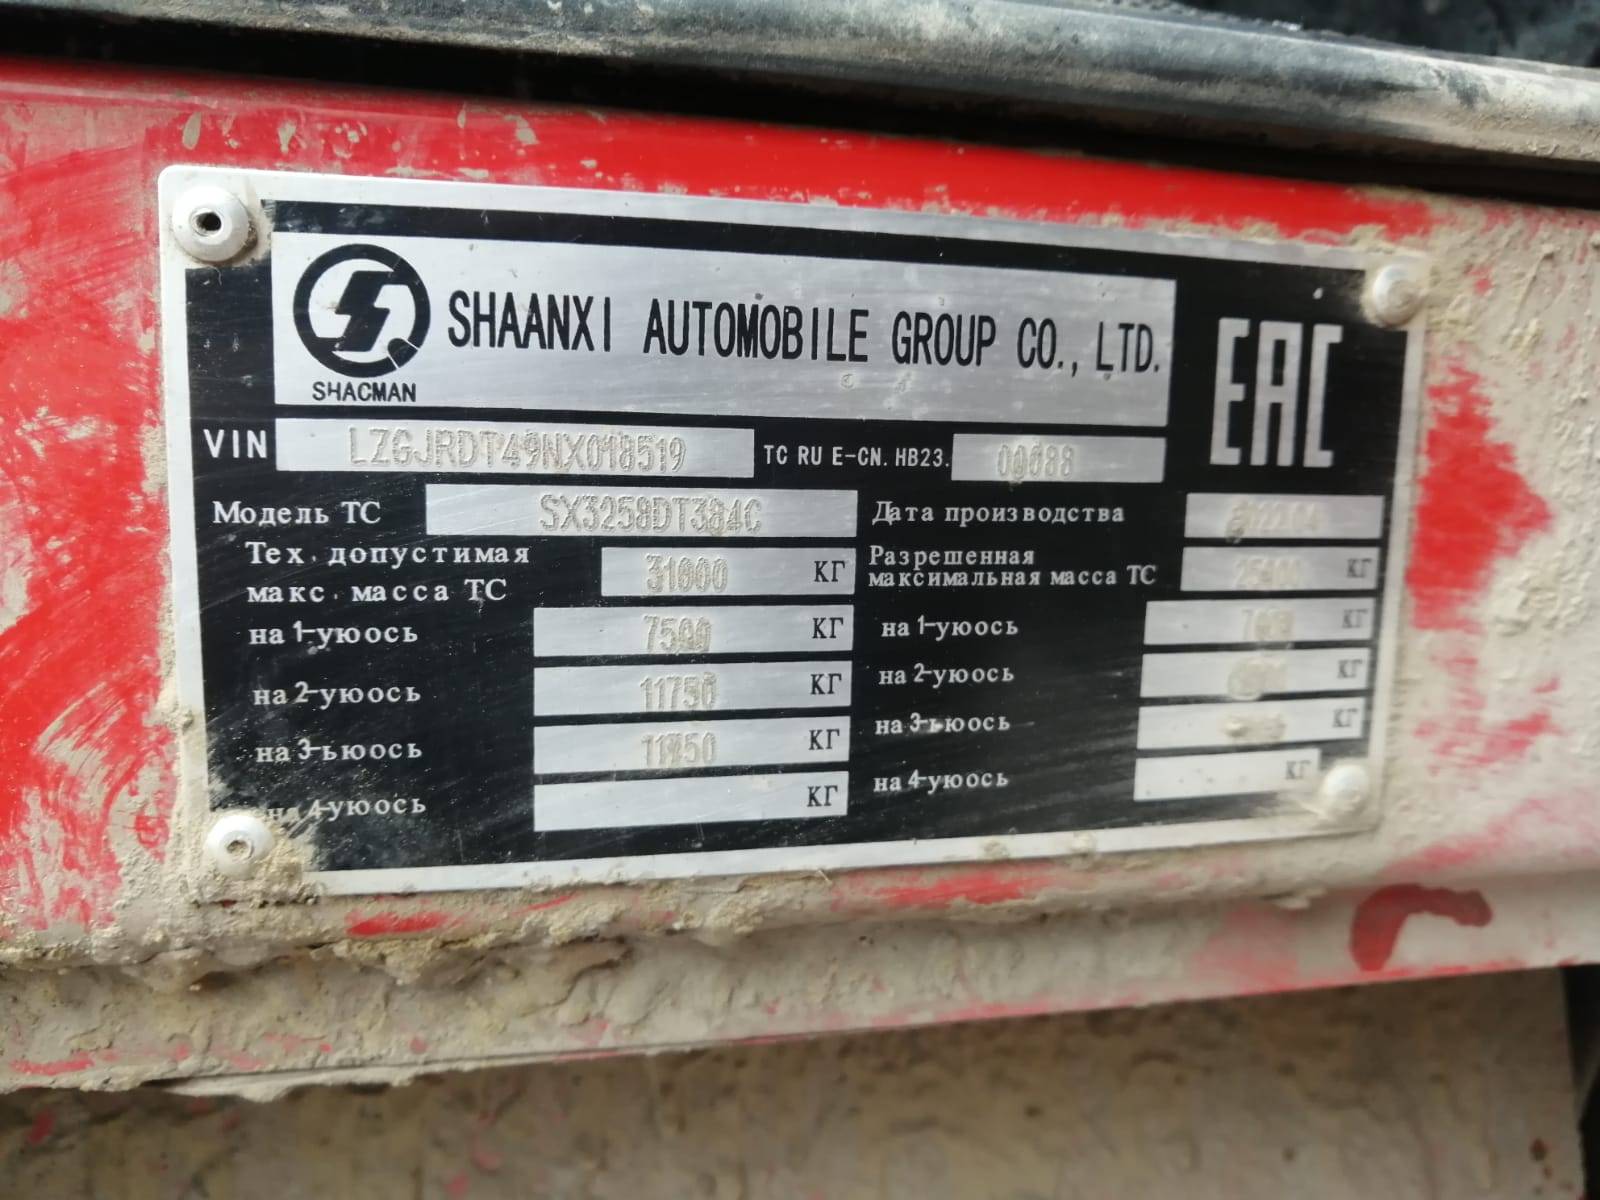 SHAANXI AUTOMOBILE GROUP CO., LTD.
SHACMAN
EAC
VIN LZGJRDT49NX018519 TC RU E-CN. HB23.
Модель ТС SX3258DT384C Дата производства
Тех. допустимая макс. масса ТС 31000 КГ Разрешенная максимальная масса ТС КГ
на 1-уюось 7500 КГ на 1-уюось КГ
на 2-уюось 11750 КГ на 2-уюось КГ
на 3-ьюось 11750 КГ на 3-ьюось КГ
на 4-уюось КГ на 4-уюось КГ